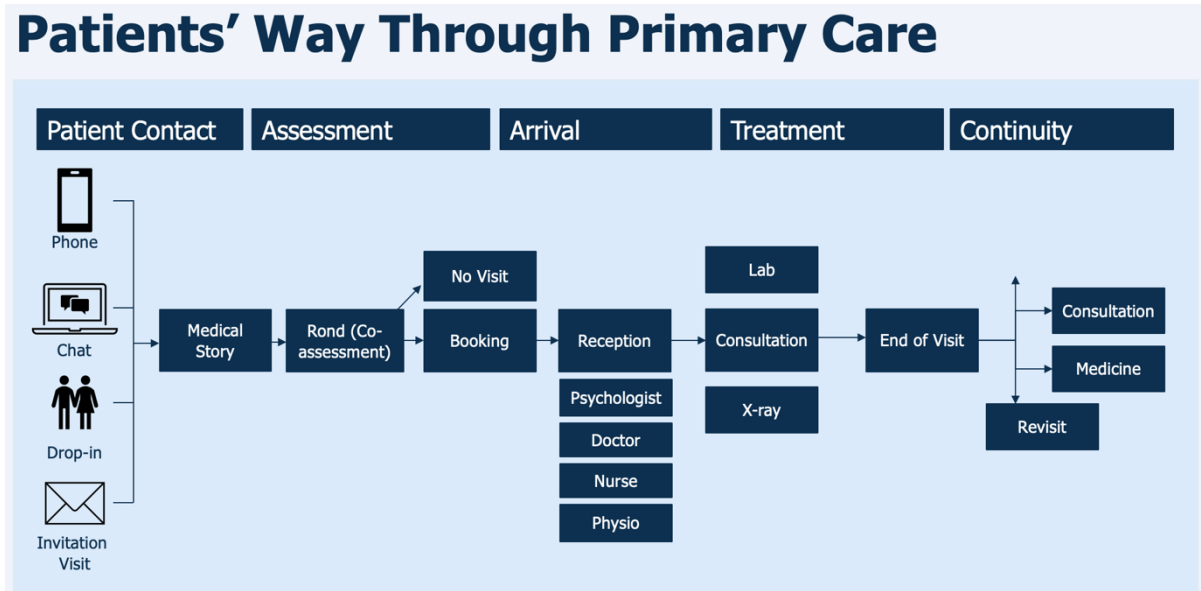 Patients’ Way Through Primary Care
Patient Contact
Assessment
Arrival
Treatment
Continuity
Phone
Chat
Drop-in
Invitation
Visit
Medical
Story
Rond (Co-
assessment)
No Visit
Booking
Reception
Psychologist
Doctor
Nurse
Physio
Lab
Consultation
X-ray
End of Visit
Consultation
Medicine
Revisit